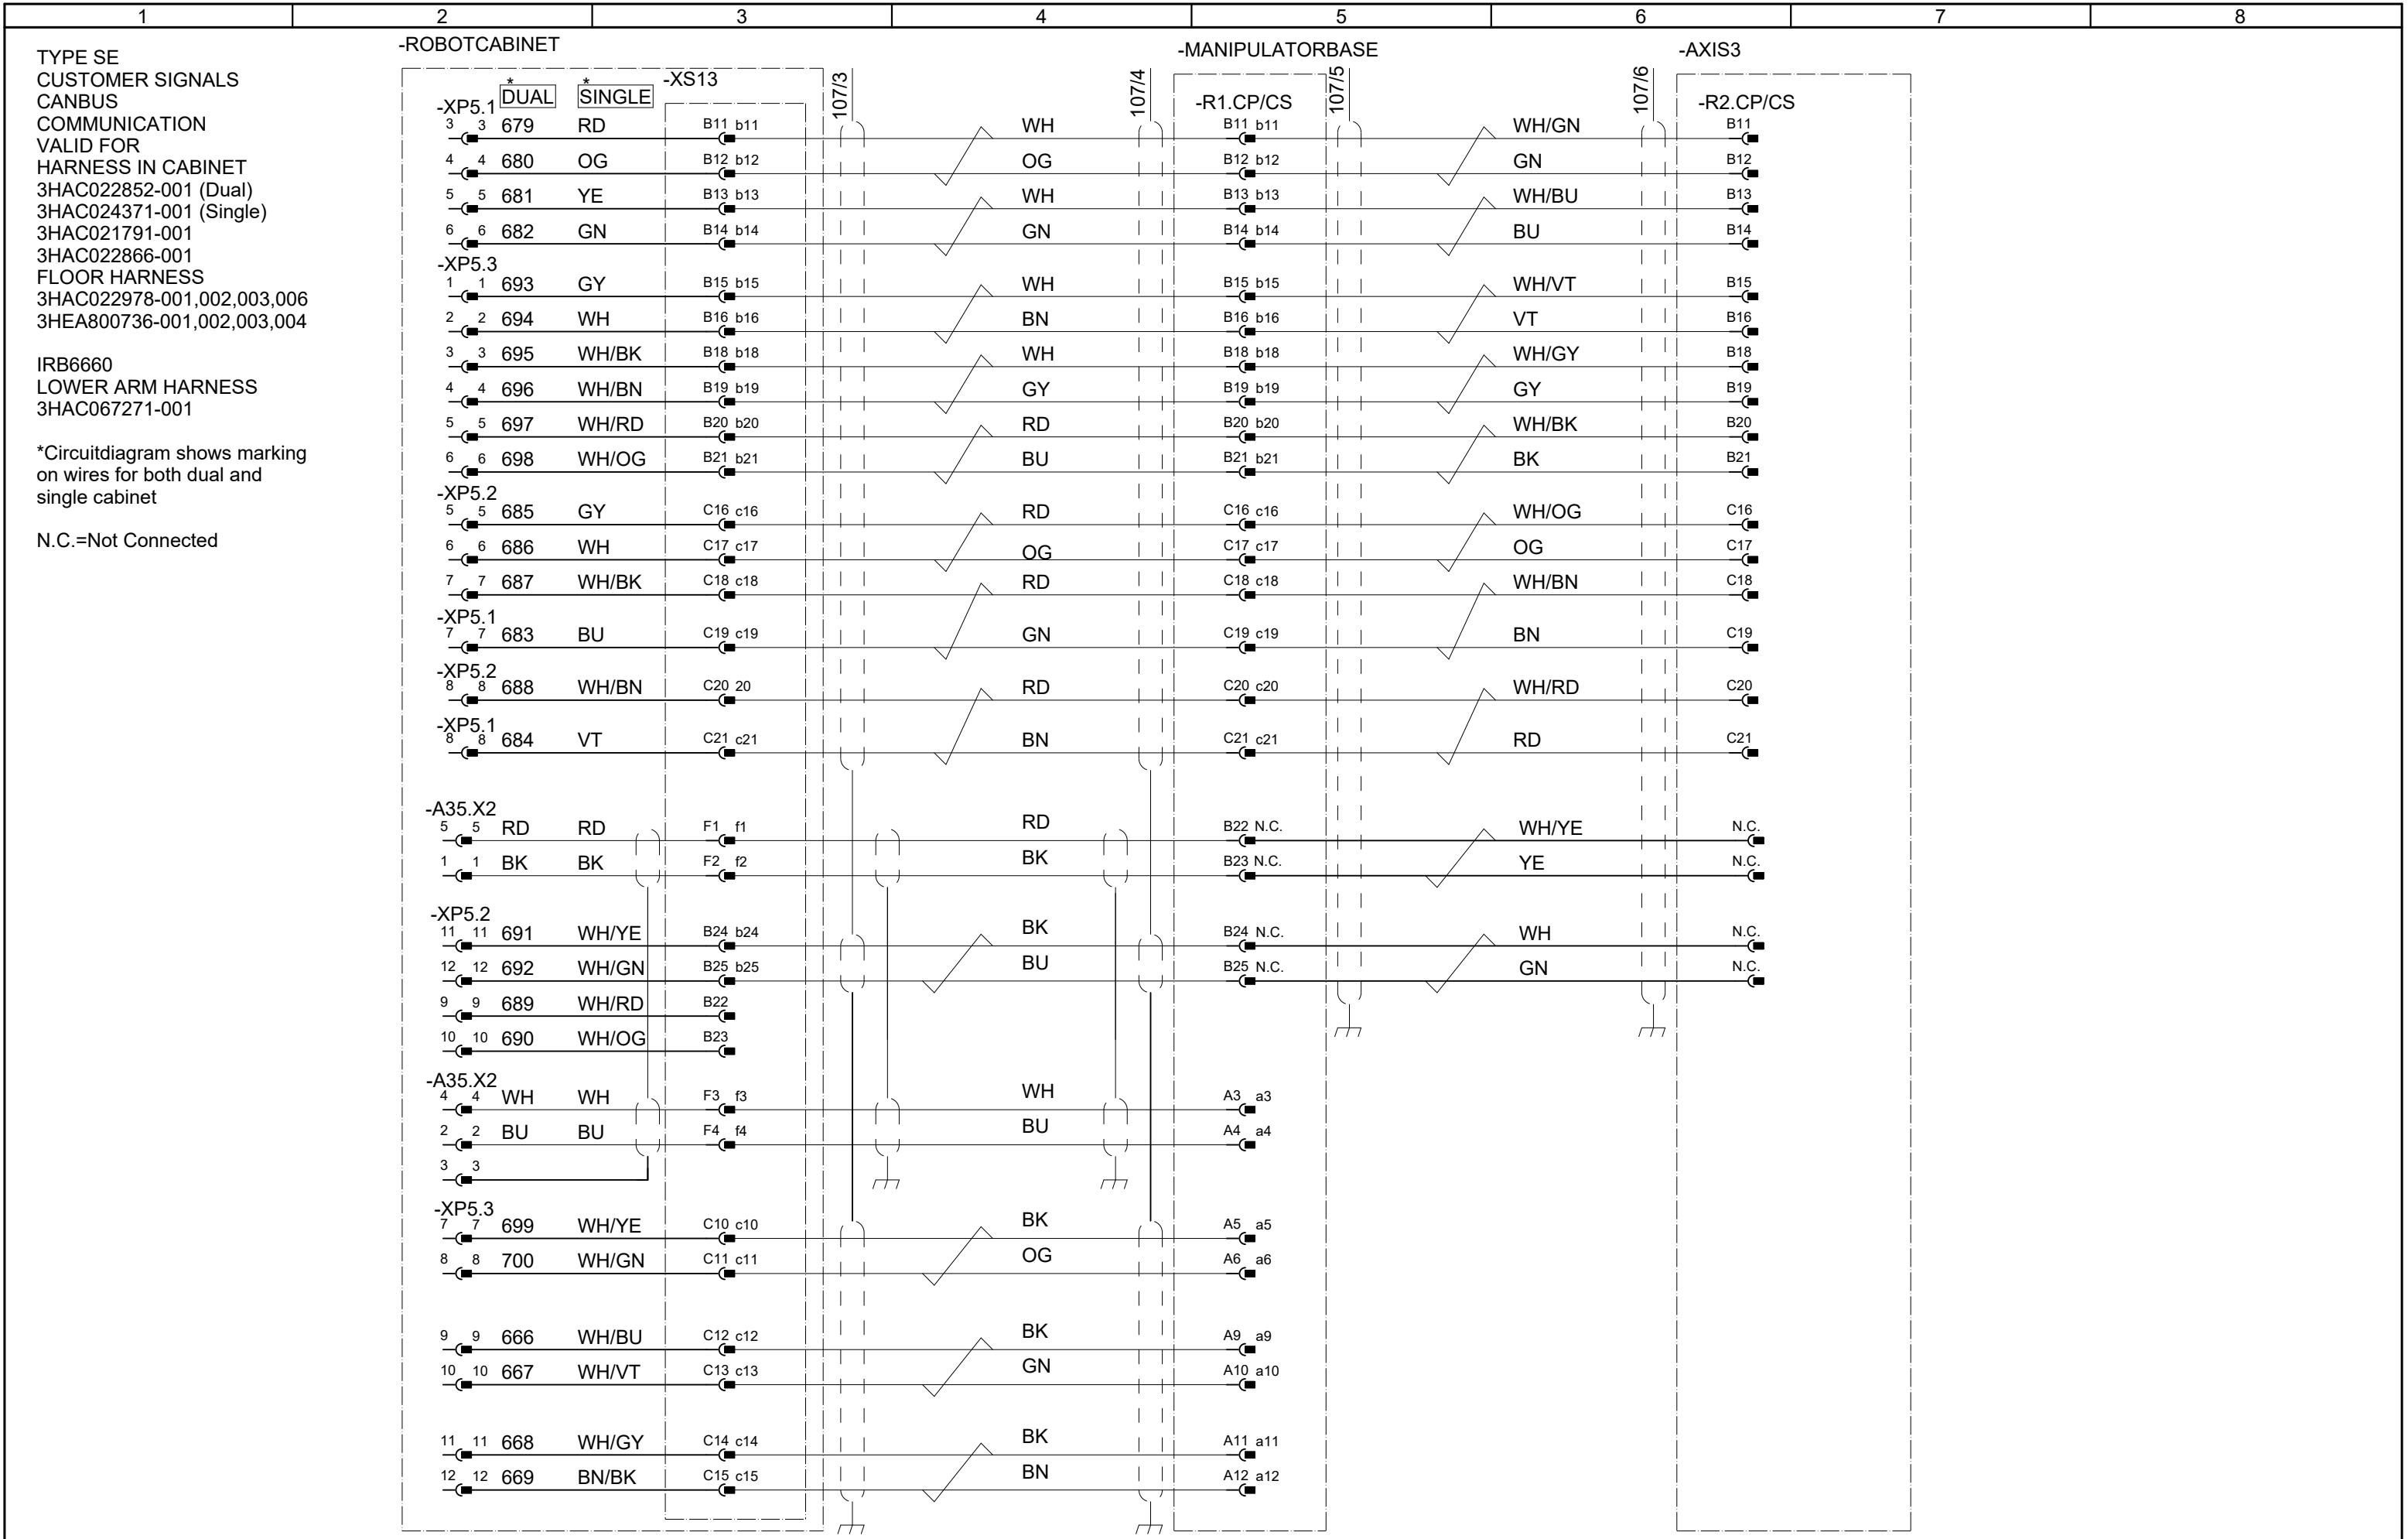 1 2 3 4 5 6 7 8
TYPE SE
CUSTOMER SIGNALS
CANBUS
COMMUNICATION
VALID FOR
HARNESS IN CABINET
3HAC022852-001 (Dual)
3HAC024371-001 (Single)
3HAC021791-001
3HAC022866-001
FLOOR HARNESS
3HAC022978-001,002,003,006
3HEA800736-001,002,003,004
IRB6660
LOWER ARM HARNESS
3HAC067271-001
*Circuitdiagram shows marking
on wires for both dual and
single cabinet
N.C.=Not Connected
-ROBOTCABINET -MANIPULATORBASE -AXIS3
* * -XS13 107/3 107/4 107/5 107/6
DUAL SINGLE
-XP5.1 -R1.CP/CS -R2.CP/CS
3 3 679 RD B11 b11 WH B11 b11 WH/GN B11
4 4 680 OG B12 b12 OG B12 b12 GN B12
5 5 681 YE B13 b13 WH B13 b13 WH/BU B13
6 6 682 GN B14 b14 GN B14 b14 BU B14
-XP5.3
1 1 693 GY B15 b15 WH B15 b15 WH/VT B15
2 2 694 WH B16 b16 BN B16 b16 VT B16
3 3 695 WH/BK B18 b18 WH B18 b18 WH/GY B18
4 4 696 WH/BN B19 b19 GY B19 b19 GY B19
5 5 697 WH/RD B20 b20 RD B20 b20 WH/BK B20
6 6 698 WH/OG B21 b21 BU B21 b21 BK B21
-XP5.2
5 5 685 GY C16 c16 RD C16 c16 WH/OG C16
6 6 686 WH C17 c17 OG C17 c17 OG C17
7 7 687 WH/BK C18 c18 RD C18 c18 WH/BN C18
-XP5.1
7 7 683 BU C19 c19 GN C19 c19 BN C19
-XP5.2
8 8 688 WH/BN C20 20 RD C20 c20 WH/RD C20
-XP5.1
8 8 684 VT C21 c21 BN C21 c21 RD C21
-A35.X2
5 5 RD RD F1 f1 RD B22 N.C. WH/YE N.C.
1 1 BK BK F2 f2 BK B23 N.C. YE N.C.
-XP5.2
11 11 691 WH/YE B24 b24 BK B24 N.C. WH N.C.
12 12 692 WH/GN B25 b25 BU B25 N.C. GN N.C.
9 9 689 WH/RD B22
10 10 690 WH/OG B23
-A35.X2
4 4 WH WH F3 f3 WH A3 a3
2 2 BU BU F4 f4 BU A4 a4
3 3
-XP5.3
7 7 699 WH/YE C10 c10 BK A5 a5
8 8 700 WH/GN C11 c11 OG A6 a6
9 9 666 WH/BU C12 c12 BK A9 a9
10 10 667 WH/VT C13 c13 GN A10 a10
11 11 668 WH/GY C14 c14 BK A11 a11
12 12 669 BN/BK C15 c15 BN A12 a12